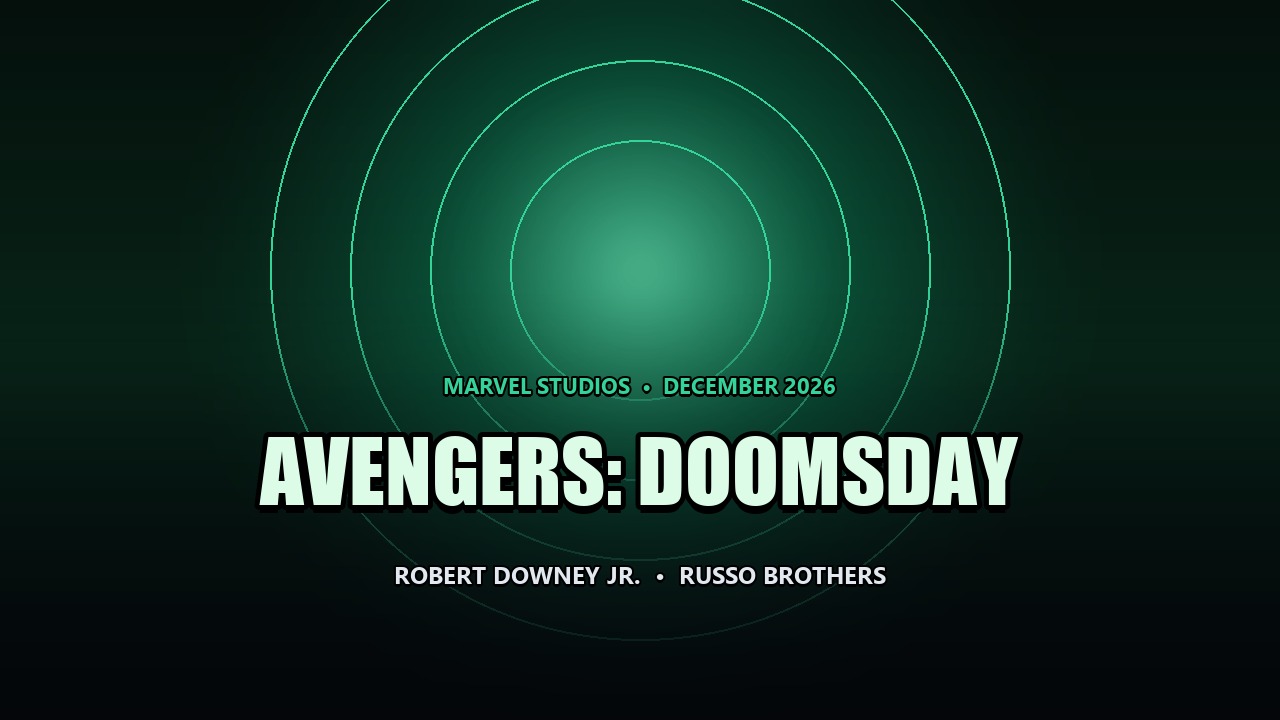 MARVEL STUDIOS • DECEMBER 2026
AVENGERS: DOOMSDAY
ROBERT DOWNEY JR. • RUSSO BROTHERS